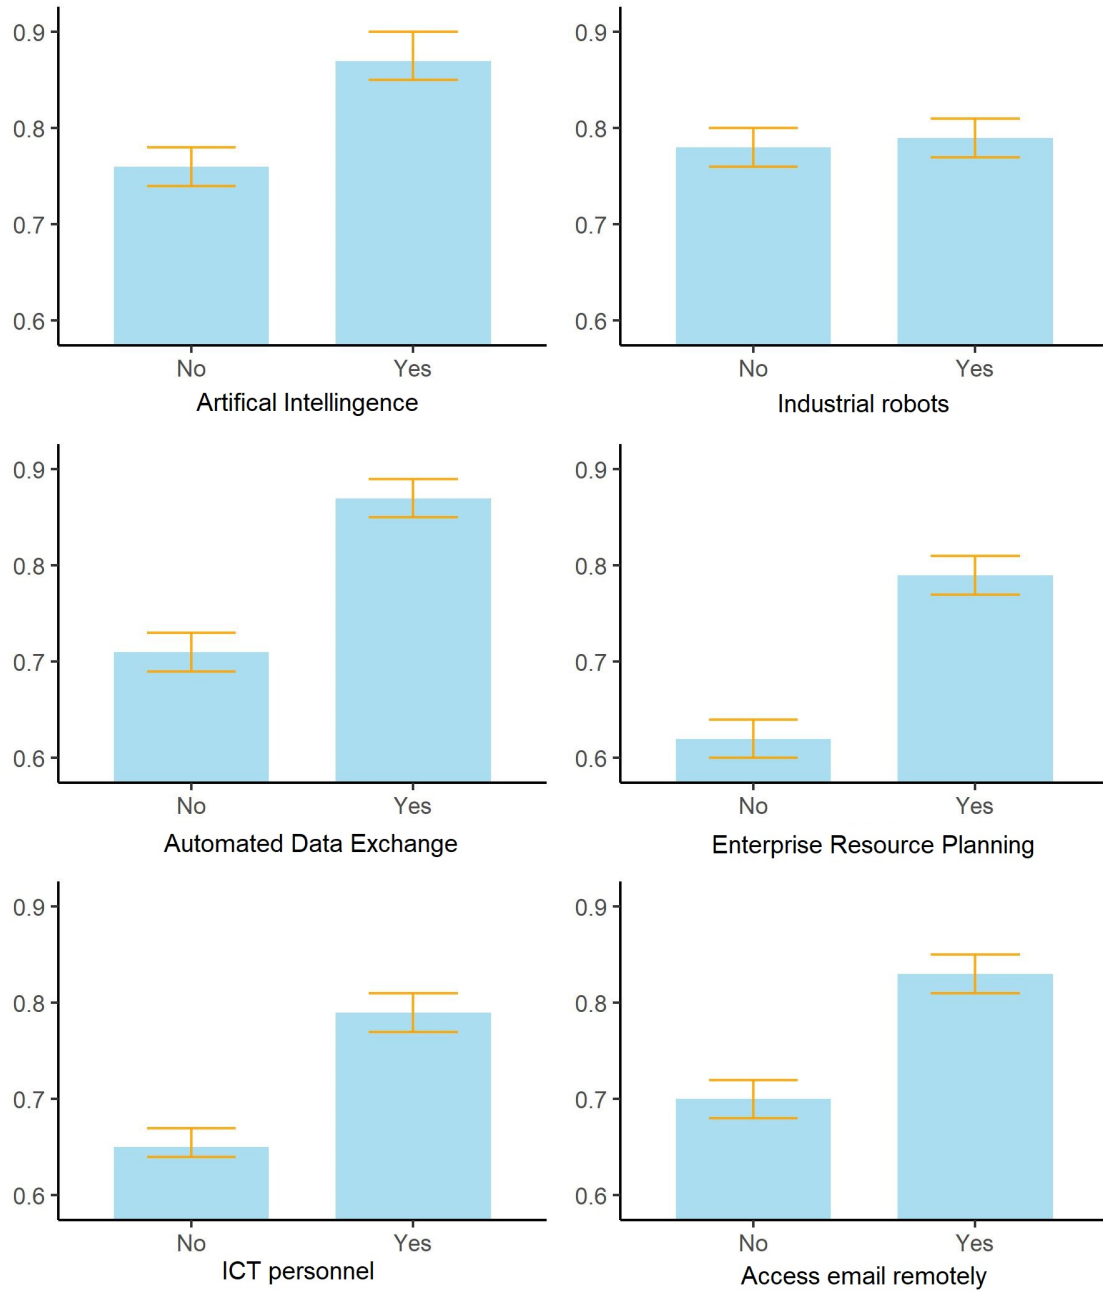 0.9
0.8
0.7
0.6
No Yes
Artifical Intellingence
0.9
0.8
0.7
0.6
No Yes
Industrial robots
0.9
0.8
0.7
0.6
No Yes
Automated Data Exchange
0.9
0.8
0.7
0.6
No Yes
Enterprise Resource Planning
0.9
0.8
0.7
0.6
No Yes
ICT personnel
0.9
0.8
0.7
0.6
No Yes
Access email remotely